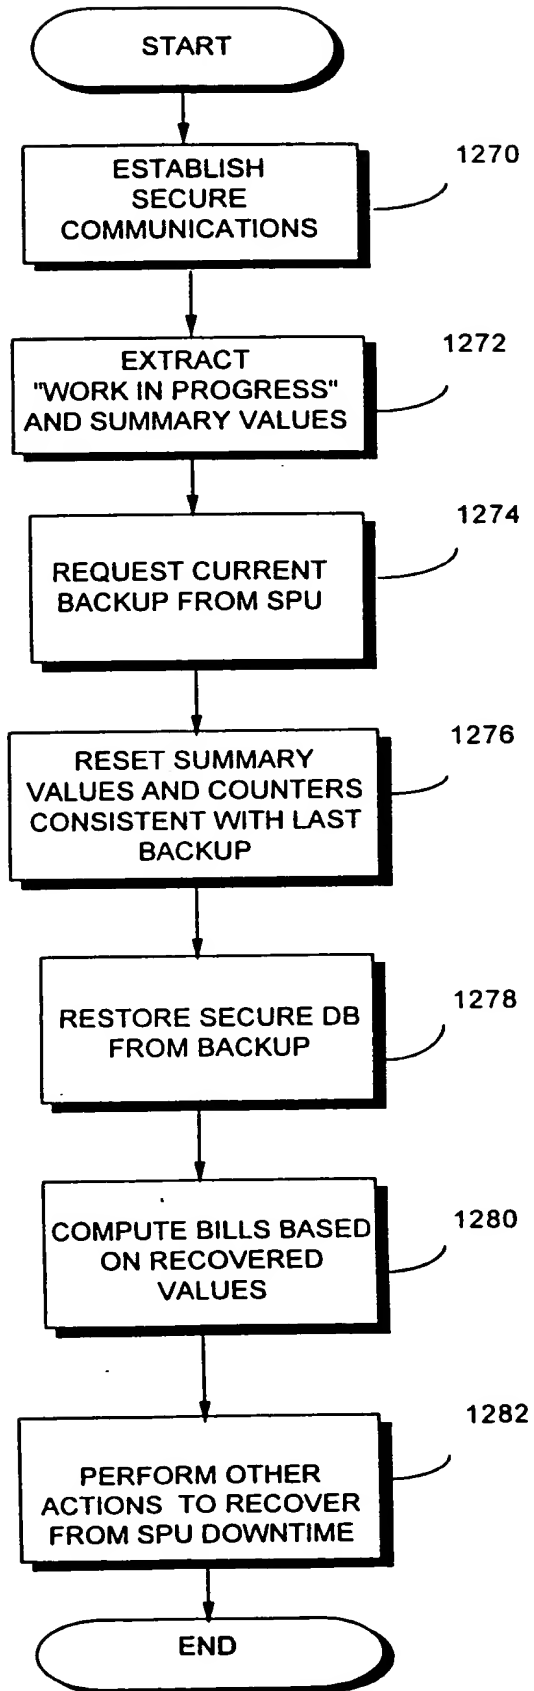 START
1270
ESTABLISH
SECURE
COMMUNICATIONS
1272
EXTRACT
"WORK IN PROGRESS"
AND SUMMARY VALUES
1274
REQUEST CURRENT
BACKUP FROM SPU
1276
RESET SUMMARY
VALUES AND COUNTERS
CONSISTENT WITH LAST
BACKUP
1278
RESTORE SECURE DB
FROM BACKUP
1280
COMPUTE BILLS BASED
ON RECOVERED
VALUES
1282
PERFORM OTHER
ACTIONS TO RECOVER
FROM SPU DOWNTIME
END